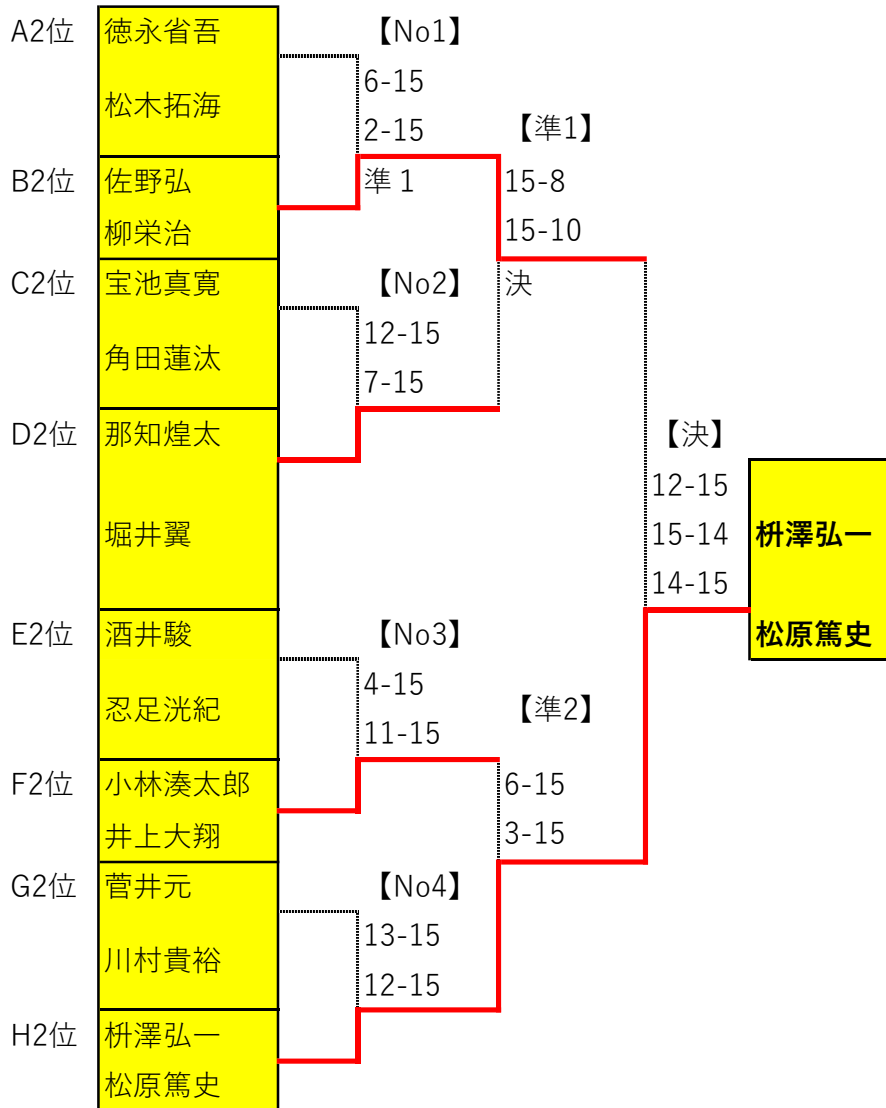 A2位 徳永省吾 【No1】
6-15
松木拓海
2-15 【準1】
B2位 佐野弘 準１ 15-8
柳栄治 15-10
C2位 宝池真寛 【No2】 決
12-15
角田蓮汰
7-15
D2位 那知煌太 【決】
12-15
堀井翼 15-14 枡澤弘一
14-15
E2位 酒井駿 【No3】 松原篤史
4-15
忍足洸紀 【準2】
11-15
F2位 小林湊太郎 6-15
井上大翔 3-15
G2位 菅井元 【No4】
13-15
川村貴裕
12-15
H2位 枡澤弘一
松原篤史